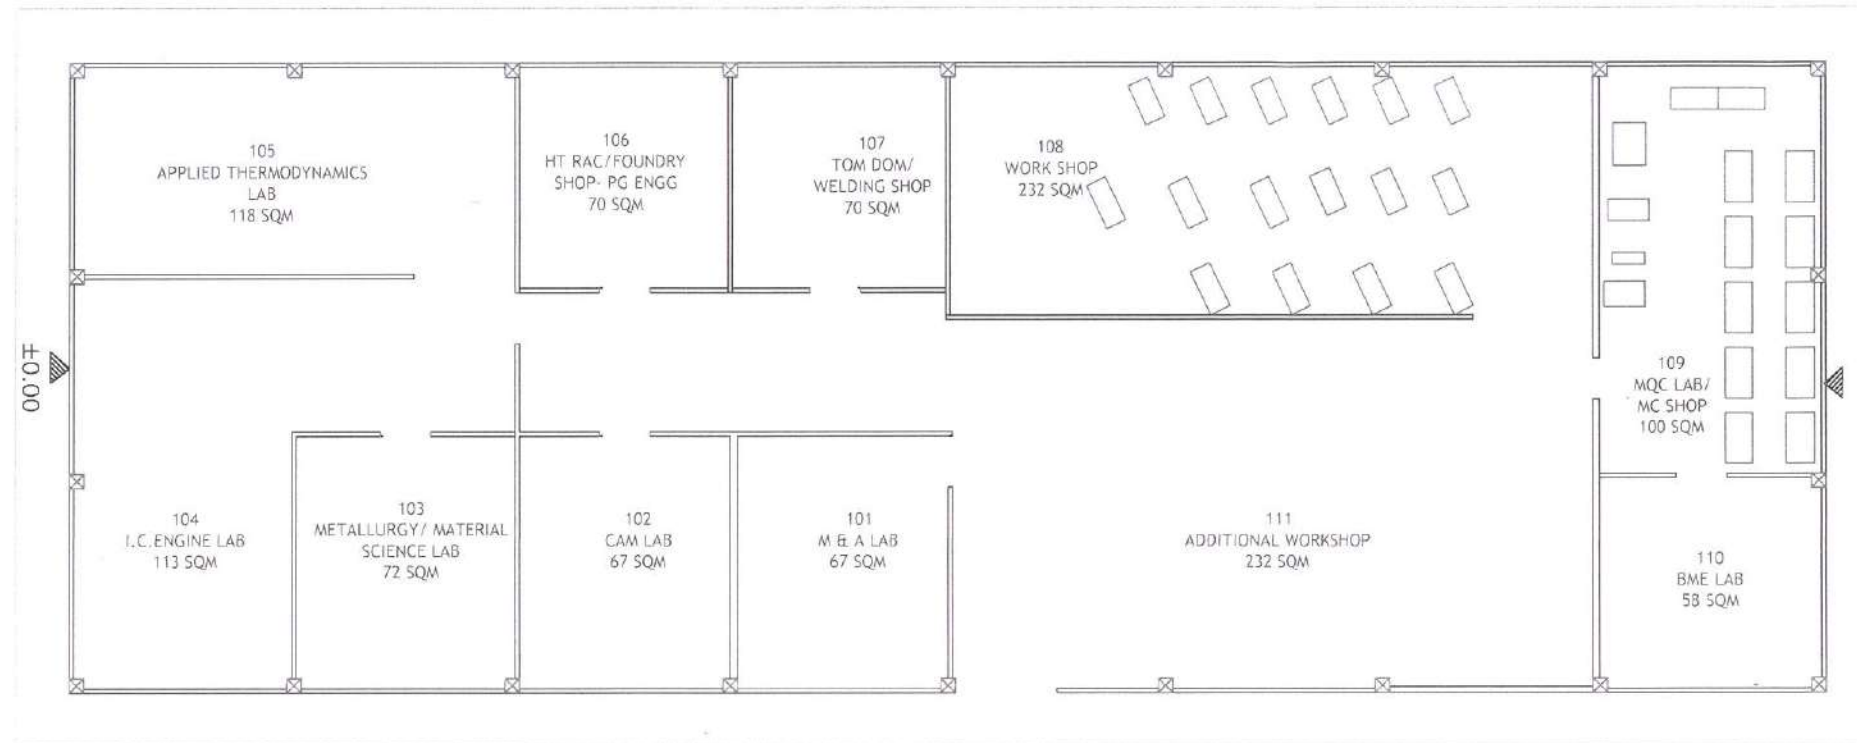 105
APPLIED THERMODYNAMICS
LAB
118 SQM
106
HT RAC/FOUNDRY
SHOP- PG ENGG
70 SQM
107
TOM DOM/
WELDING SHOP
70 SQM
108
WORK SHOP
232 SQM
109
MQC LAB/
MC SHOP
100 SQM
±0.00
104
I.C.ENGINE LAB
113 SQM
103
METALLURGY/ MATERIAL
SCIENCE LAB
72 SQM
102
CAM LAB
67 SQM
101
M & A LAB
67 SQM
111
ADDITIONAL WORKSHOP
232 SQM
110
BME LAB
58 SQM